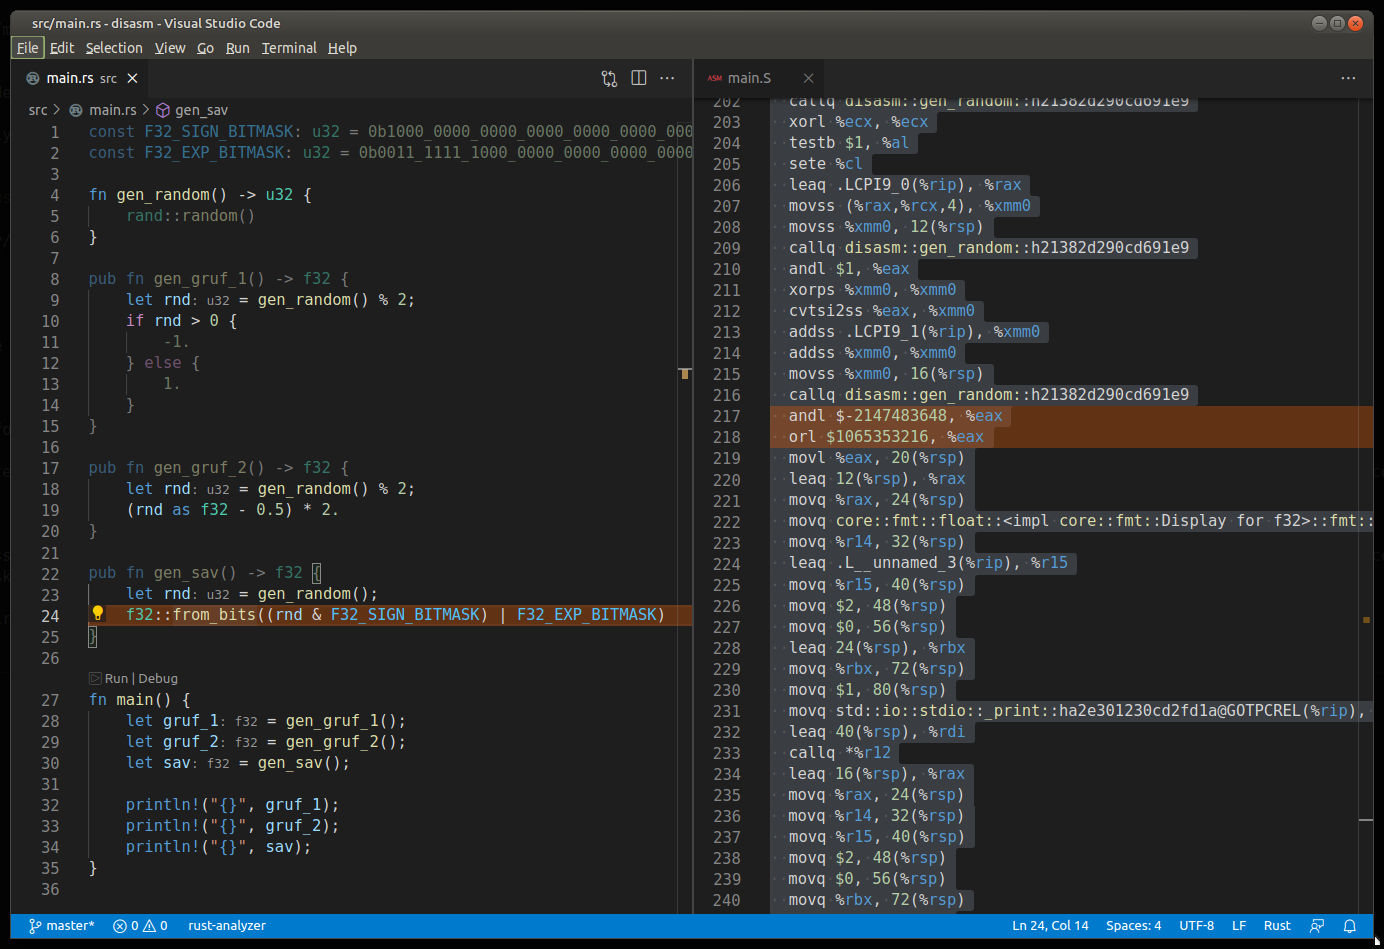 src/main.rs - disasm - Visual Studio Code
File Edit Selection View Go Run Terminal Help
main.rs src
src > main.rs > gen_sav
1 const F32_SIGN_BITMASK: u32 = 0b1000_0000_0000_0000_0000_0000_000
2 const F32_EXP_BITMASK: u32 = 0b0011_1111_1000_0000_0000_0000_0000
3
4 fn gen_random() -> u32 {
5 rand::random()
6 }
7
8 pub fn gen_gruf_1() -> f32 {
9 let rnd: u32 = gen_random() % 2;
10 if rnd > 0 {
11 -1.
12 } else {
13 1.
14 }
15 }
16
17 pub fn gen_gruf_2() -> f32 {
18 let rnd: u32 = gen_random() % 2;
19 (rnd as f32 - 0.5) * 2.
20 }
21
22 pub fn gen_sav() -> f32 {
23 let rnd: u32 = gen_random();
24 f32::from_bits((rnd & F32_SIGN_BITMASK) | F32_EXP_BITMASK)
25 }
26
Run | Debug
27 fn main() {
28 let gruf_1: f32 = gen_gruf_1();
29 let gruf_2: f32 = gen_gruf_2();
30 let sav: f32 = gen_sav();
31
32 println!("{}", gruf_1);
33 println!("{}", gruf_2);
34 println!("{}", sav);
35 }
36
ASM main.S
202 callq disasm::gen_random::h21382d290cd691e9
203 xorl %ecx, %ecx
204 testb $1, %al
205 sete %cl
206 leaq .LCPI9_0(%rip), %rax
207 movss (%rax,%rcx,4), %xmm0
208 movss %xmm0, 12(%rsp)
209 callq disasm::gen_random::h21382d290cd691e9
210 andl $1, %eax
211 xorps %xmm0, %xmm0
212 cvtsi2ss %eax, %xmm0
213 addss .LCPI9_1(%rip), %xmm0
214 addss %xmm0, %xmm0
215 movss %xmm0, 16(%rsp)
216 callq disasm::gen_random::h21382d290cd691e9
217 andl $-2147483648, %eax
218 orl $1065353216, %eax
219 movl %eax, 20(%rsp)
220 leaq 12(%rsp), %rax
221 movq %rax, 24(%rsp)
222 movq core::fmt::float::<impl core::fmt::Display for f32>::fmt::
223 movq %r14, 32(%rsp)
224 leaq .L__unnamed_3(%rip), %r15
225 movq %r15, 40(%rsp)
226 movq $2, 48(%rsp)
227 movq $0, 56(%rsp)
228 leaq 24(%rsp), %rbx
229 movq %rbx, 72(%rsp)
230 movq $1, 80(%rsp)
231 movq std::io::stdio::_print::ha2e301230cd2fd1a@GOTPCREL(%rip),
232 leaq 40(%rsp), %rdi
233 callq *%r12
234 leaq 16(%rsp), %rax
235 movq %rax, 24(%rsp)
236 movq %r14, 32(%rsp)
237 movq %r15, 40(%rsp)
238 movq $2, 48(%rsp)
239 movq $0, 56(%rsp)
240 movq %rbx, 72(%rsp)
master* 0 0 rust-analyzer Ln 24, Col 14 Spaces: 4 UTF-8 LF Rust